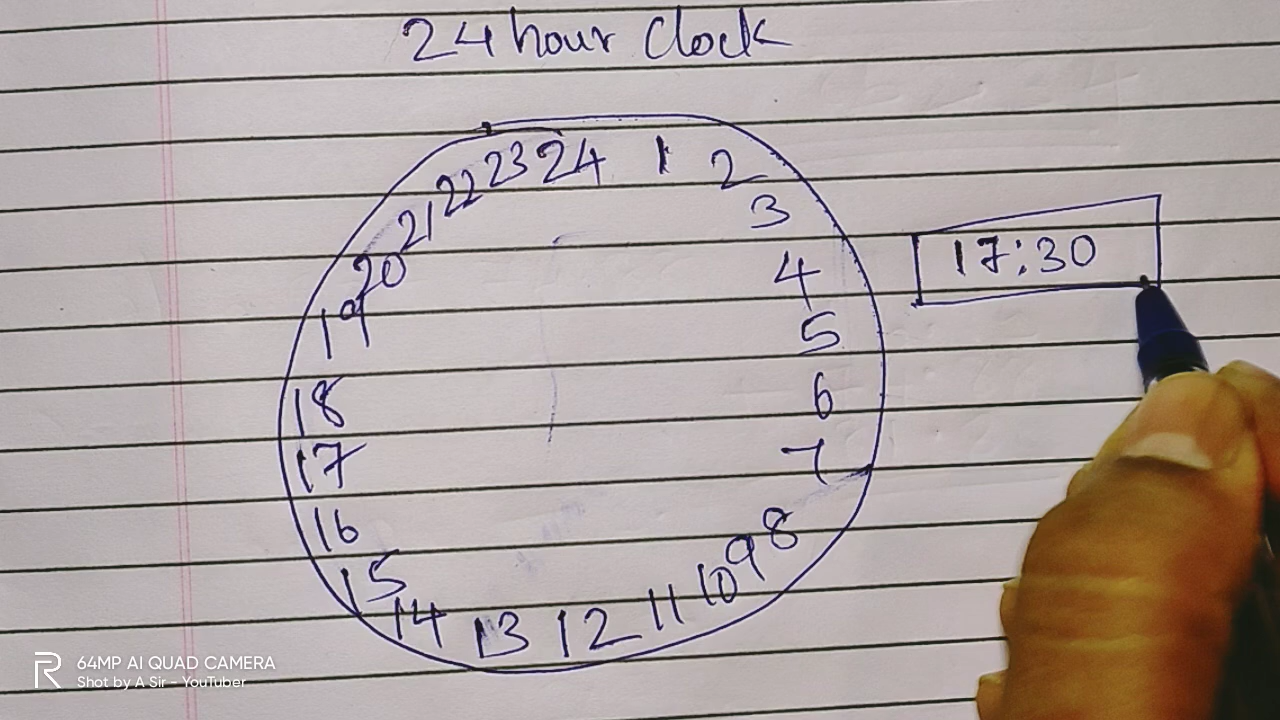 24 hour clock
23 24 1 2
22 3
21 4
20 5
19 6
18 7
17 8
16 9
15 10
14 13 12 11
17:30
64MP AI QUAD CAMERA
Shot by A Sir - YouTuber